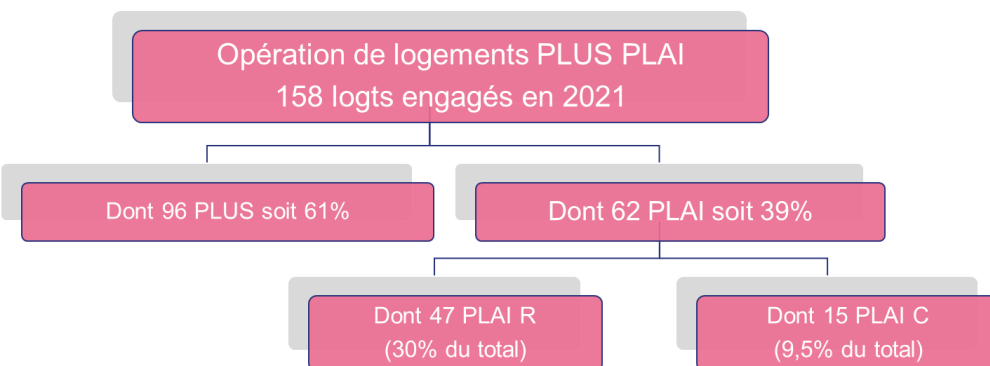 Opération de logements PLUS PLAI
158 logts engagés en 2021
Dont 96 PLUS soit 61%
Dont 62 PLAI soit 39%
Dont 47 PLAI R
(30% du total)
Dont 15 PLAI C
(9,5% du total)